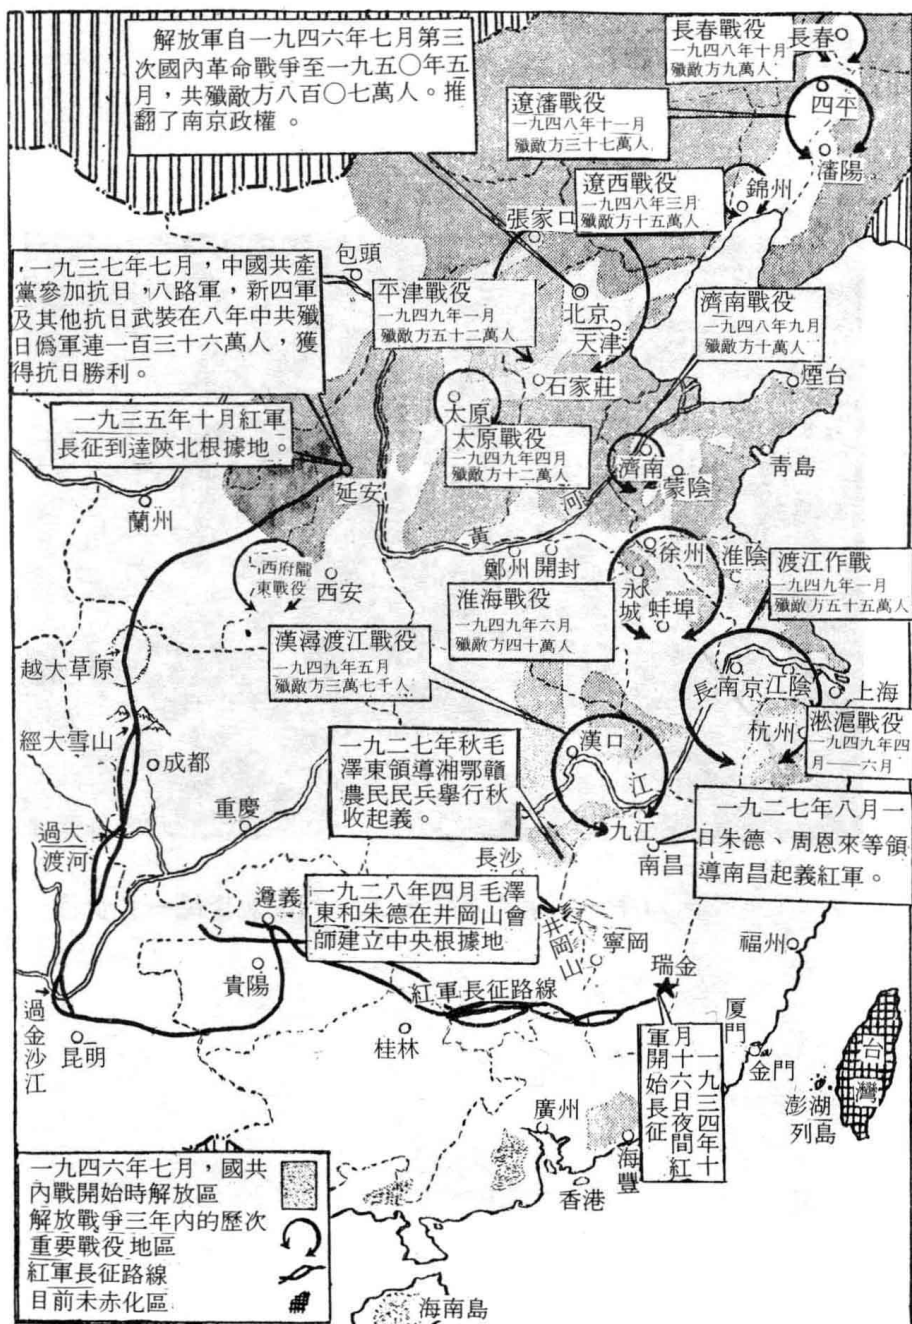 解放軍自一九四六年七月第三
次國內革命戰爭至一九五〇年五
月，共殲敵方八百〇七萬人。推
翻了南京政權。
長春戰役
一九四八年十月
殲敵方九萬人
長春
四平
遼瀋戰役
一九四八年十一月
殲敵方三十七萬人
瀋陽
遼西戰役
一九四八年三月
殲敵方十五萬人
錦州
張家口
包頭
一九三七年七月，中國共產
黨參加抗日，八路軍，新四軍
及其他抗日武裝在八年中共殲
日僞軍連一百三十六萬人，獲
得抗日勝利。
平津戰役
一九四九年一月
殲敵方五十二萬人
北京
天津
濟南戰役
一九四八年九月
殲敵方十萬人
石家莊
煙台
一九三五年十月紅軍
長征到達陝北根據地。
太原
太原戰役
一九四九年四月
殲敵方十二萬人
濟南
蒙陰
青島
延安
蘭州
黃
河
鄭州
開封
徐州
淮陰
永城
蚌埠
渡江作戰
一九四九年一月
殲敵方五十五萬人
西府隴
東戰役
西安
淮海戰役
一九四九年六月
殲敵方四十萬人
漢潯渡江戰役
一九四九年五月
殲敵方三萬七千人
越大草原
長
南京
江陰
上海
經大雪山
成都
杭州
淞滬戰役
一九四九年四
月——六月
一九二七年秋毛
澤東領導湘鄂贛
農民民兵舉行秋
收起義。
漢口
江
重慶
九江
南昌
一九二七年八月一
日朱德、周恩來等領
導南昌起義紅軍。
過大
渡河
長沙
一九二八年四月毛澤
東和朱德在井岡山會
師建立中央根據地
遵義
井岡山
寧岡
福州
貴陽
瑞金
紅軍長征路線
過金沙江
昆明
桂林
厦門
金門
台灣
澎湖
列島
一九三四年十
月十六日夜間紅
軍開始長征
廣州
海豐
香港
一九四六年七月，國共
內戰開始時解放區
解放戰爭三年內的歷次
重要戰役地區
紅軍長征路線
目前未赤化區
海南島